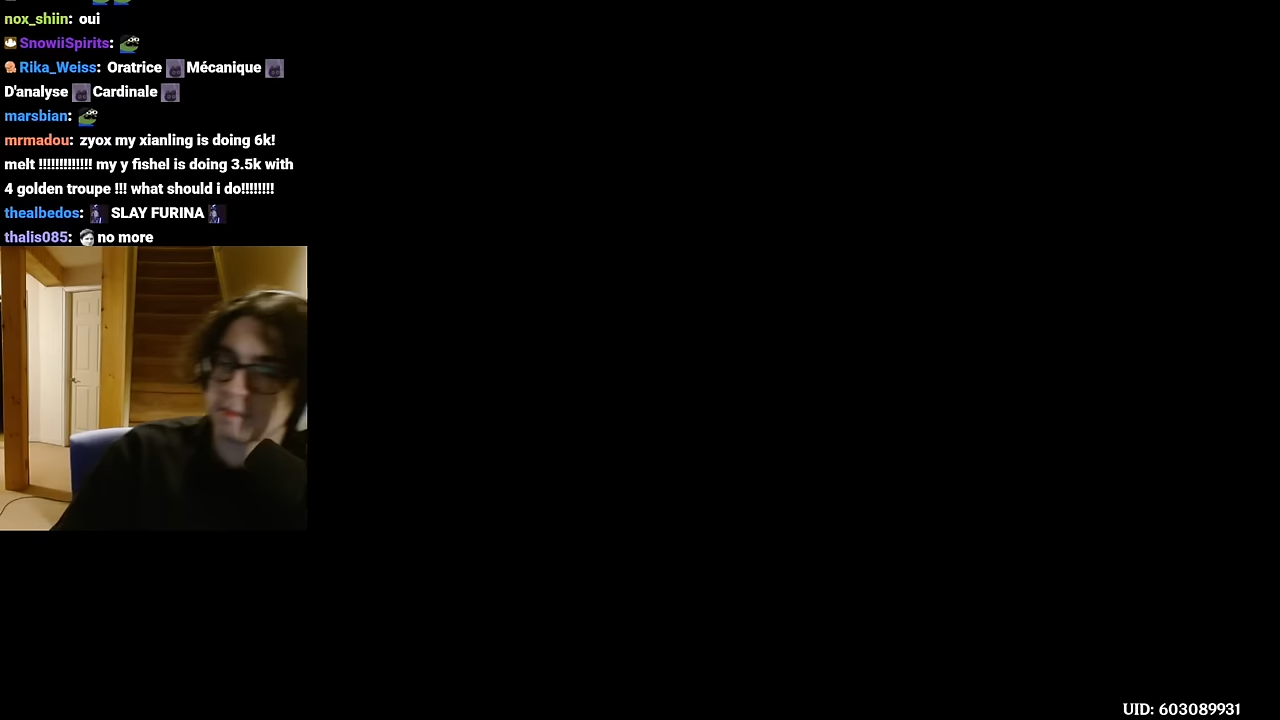 nox_shiin: oui
SnowiiSpirits:
Rika_Weiss: Oratrice Mécanique
D'analyse Cardinale
marsbian:
mrmadou: zyox my xianling is doing 6k!
melt !!!!!!!!!!!!! my y fishel is doing 3.5k with
4 golden troupe !!! what should i do!!!!!!!!
thealbedos: SLAY FURINA
thalis085: no more
UID: 603089931